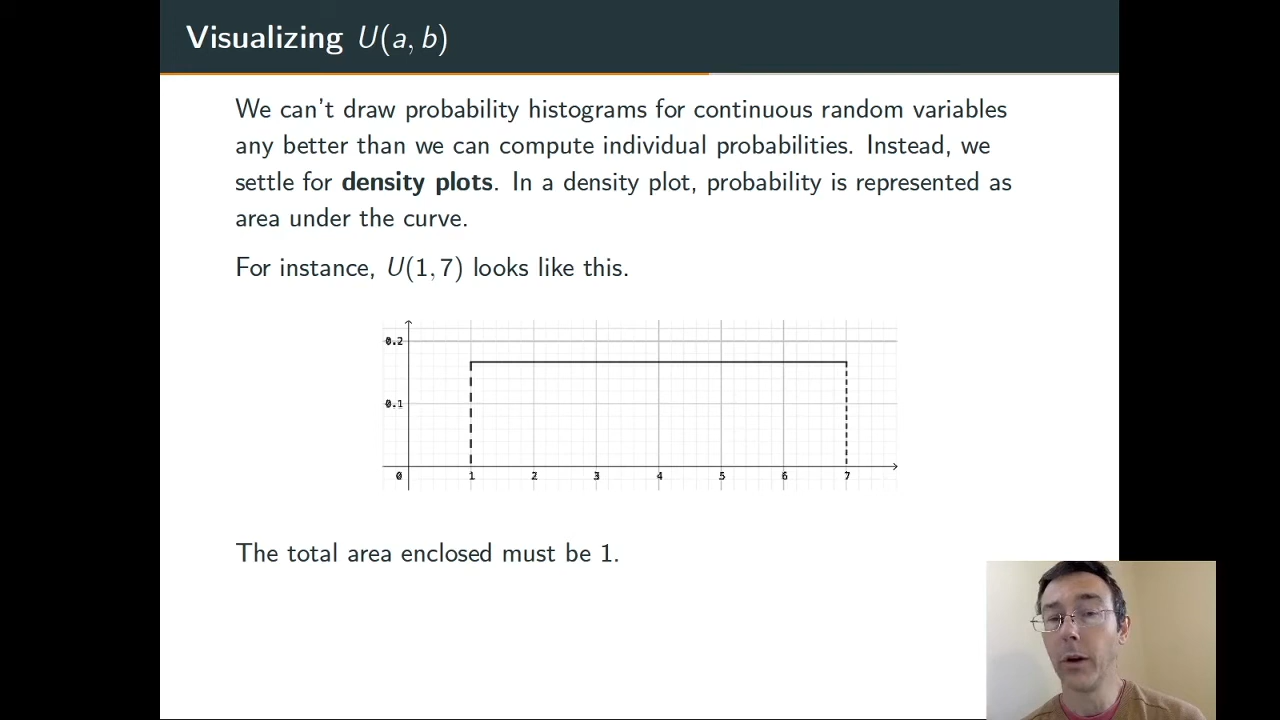 Visualizing U(a, b)
We can't draw probability histograms for continuous random variables
any better than we can compute individual probabilities. Instead, we
settle for density plots. In a density plot, probability is represented as
area under the curve.
For instance, U(1, 7) looks like this.
0.2
0.1
0 1 2 3 4 5 6 7
The total area enclosed must be 1.